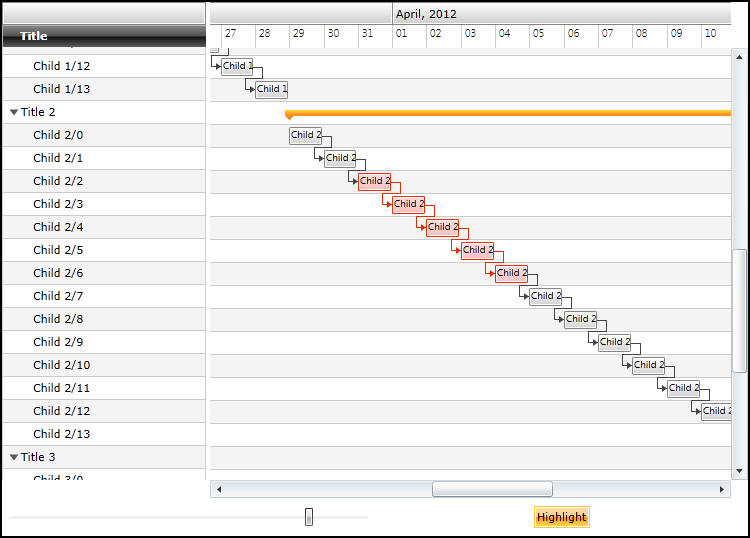 April, 2012
Title
27 28 29 30 31 01 02 03 04 05 06 07 08 09 10
Child 1/12 Child 1
Child 1/13 Child 1
Title 2
Child 2/0 Child 2
Child 2/1 Child 2
Child 2/2 Child 2
Child 2/3 Child 2
Child 2/4 Child 2
Child 2/5 Child 2
Child 2/6 Child 2
Child 2/7 Child 2
Child 2/8 Child 2
Child 2/9 Child 2
Child 2/10 Child 2
Child 2/11 Child 2
Child 2/12 Child 2
Child 2/13
Title 3
Child 3/0
Highlight